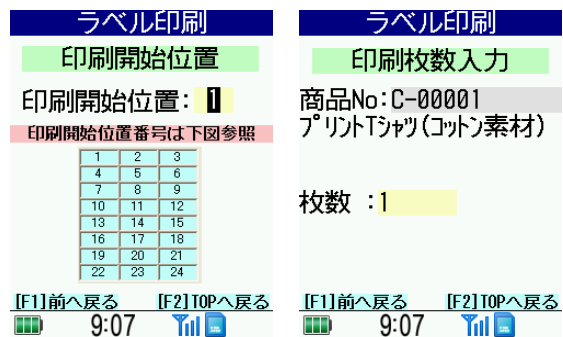 ラベル印刷
印刷開始位置
印刷開始位置: 1
印刷開始位置番号は下図参照
1 2 3
4 5 6
7 8 9
10 11 12
13 14 15
16 17 18
19 20 21
22 23 24
[F1]前へ戻る [F2]TOPへ戻る
9:07
ラベル印刷
印刷枚数入力
商品No:C-00001
プリントTシャツ(コットン素材)
枚数 :1
[F1]前へ戻る [F2]TOPへ戻る
9:07